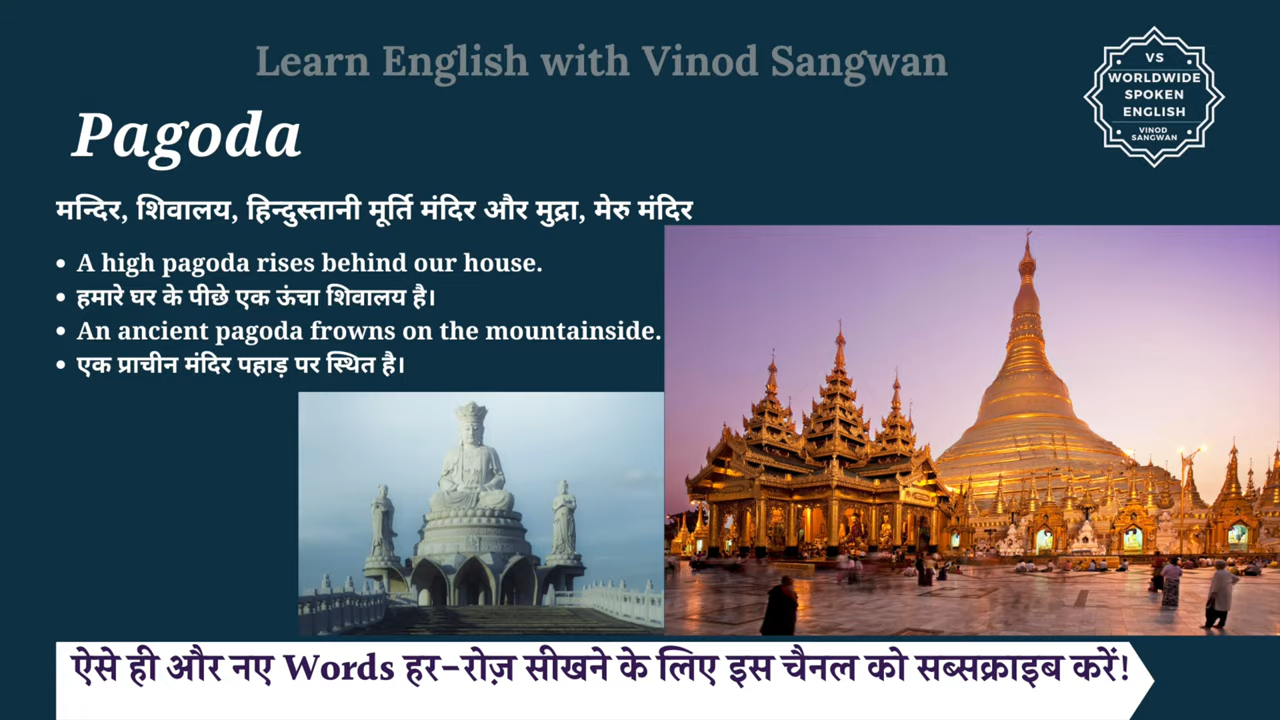 Learn English with Vinod Sangwan
VS
WORLDWIDE
SPOKEN
ENGLISH
VINOD
SANGWAN
Pagoda
मन्दिर, शिवालय, हिन्दुस्तानी मूर्ति मंदिर और मुद्रा, मेरु मंदिर
• A high pagoda rises behind our house.
• हमारे घर के पीछे एक ऊंचा शिवालय है।
• An ancient pagoda frowns on the mountainside.
• एक प्राचीन मंदिर पहाड़ पर स्थित है।
ऐसे ही और नए Words हर-रोज़ सीखने के लिए इस चैनल को सब्सक्राइब करें!